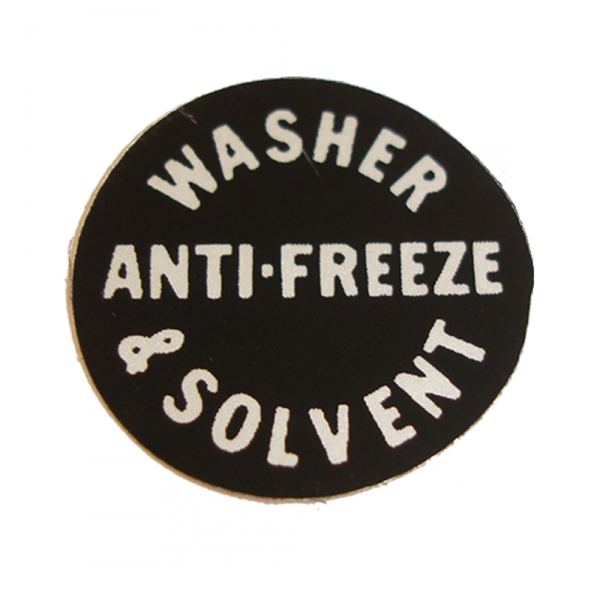 WASHER
ANTI-FREEZE
& SOLVENT